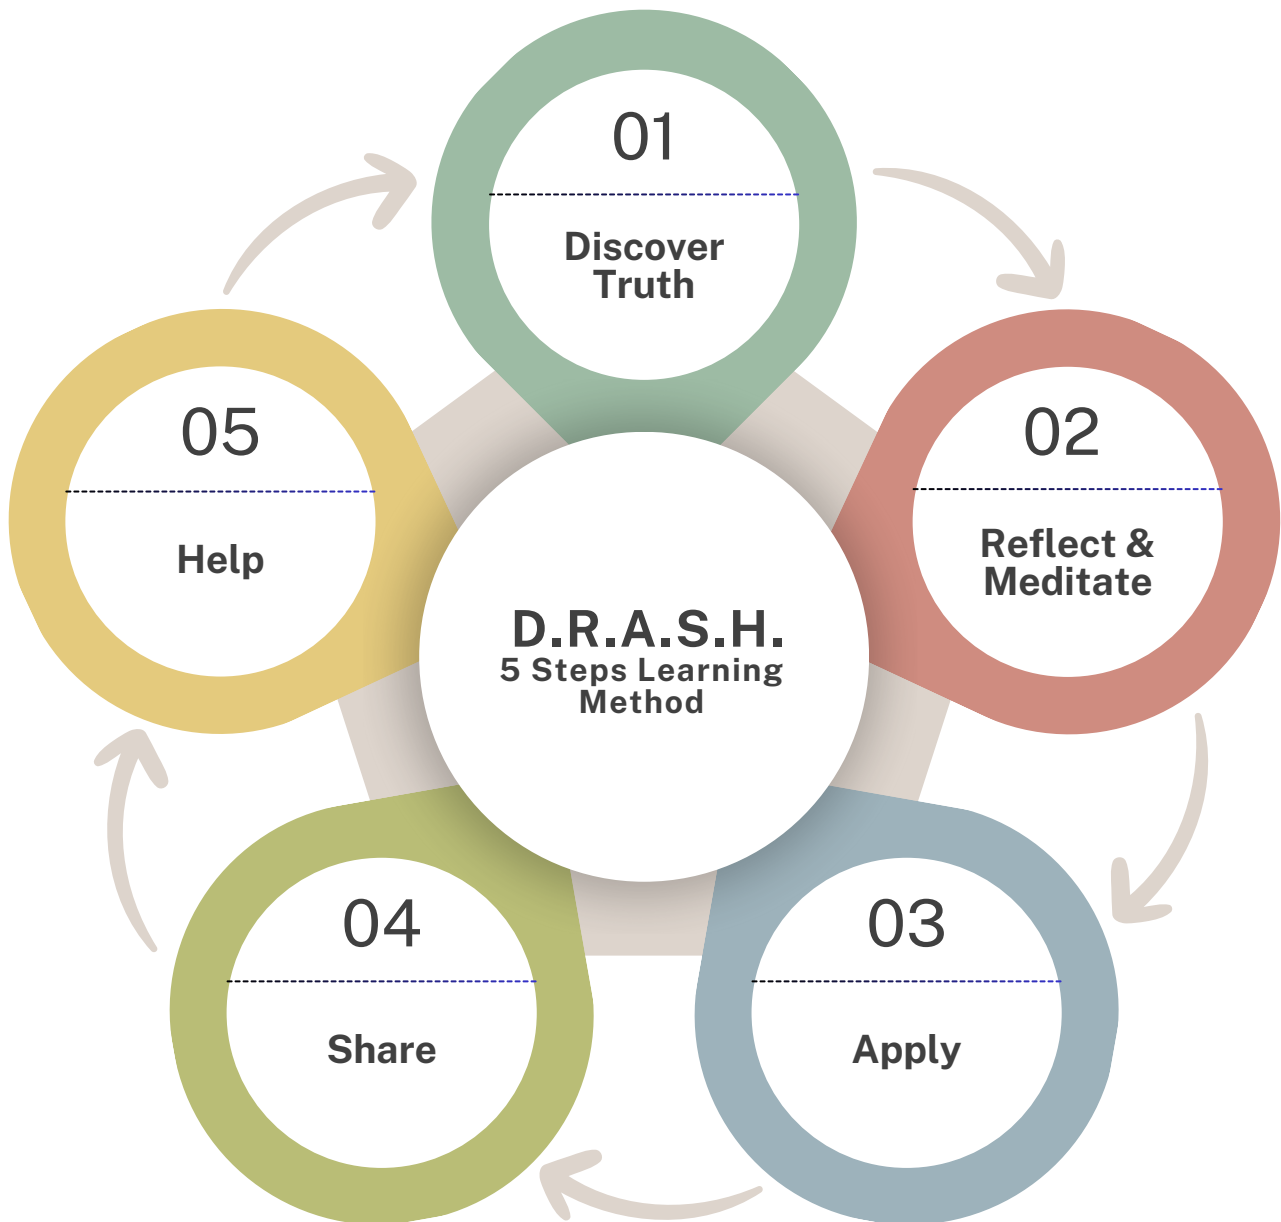 01
Discover
Truth
02
Reflect &
Meditate
03
Apply
04
Share
05
Help
D.R.A.S.H.
5 Steps Learning
Method